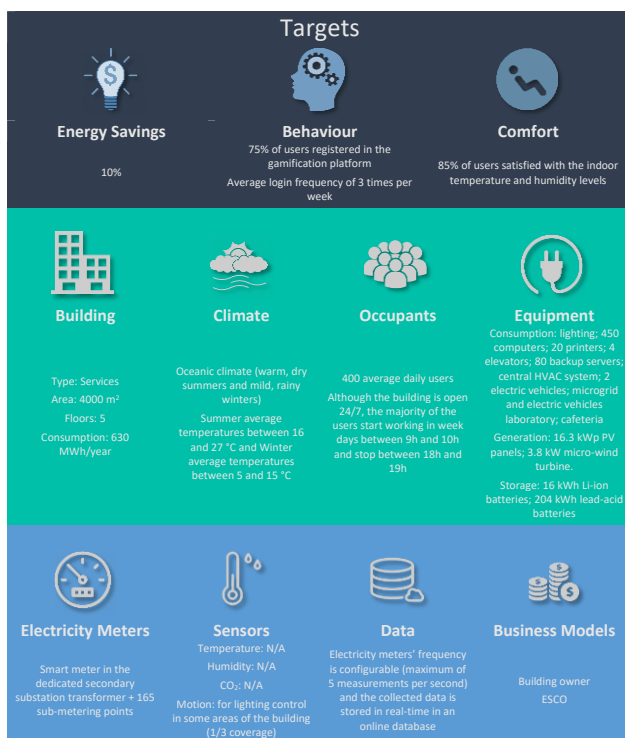 Targets
Energy Savings
10%
Behaviour
75% of users registered in the
gamification platform
Average login frequency of 3 times per
week
Comfort
85% of users satisfied with the indoor
temperature and humidity levels
Building
Type: Services
Area: 4000 m²
Floors: 5
Consumption: 630
MWh/year
Climate
Oceanic climate (warm, dry
summers and mild, rainy
winters)
Summer average
temperatures between 16
and 27 °C and Winter
average temperatures
between 5 and 15 °C
Occupants
400 average daily users
Although the building is open
24/7, the majority of the
users start working in week
days between 9h and 10h
and stop between 18h and
19h
Equipment
Consumption: lighting; 450
computers; 20 printers; 4
elevators; 80 backup servers;
central HVAC system; 2
electric vehicles; microgrid
and electric vehicles
laboratory; cafeteria
Generation: 16.3 kWp PV
panels; 3.8 kW micro-wind
turbine.
Storage: 16 kWh Li-ion
batteries; 204 kWh lead-acid
batteries
Electricity Meters
Smart meter in the
dedicated secondary
substation transformer + 165
sub-metering points
Sensors
Temperature: N/A
Humidity: N/A
CO₂: N/A
Motion: for lighting control
in some areas of the building
(1/3 coverage)
Data
Electricity meters’ frequency
is configurable (maximum of
5 measurements per second)
and the collected data is
stored in real-time in an
online database
Business Models
Building owner
ESCO